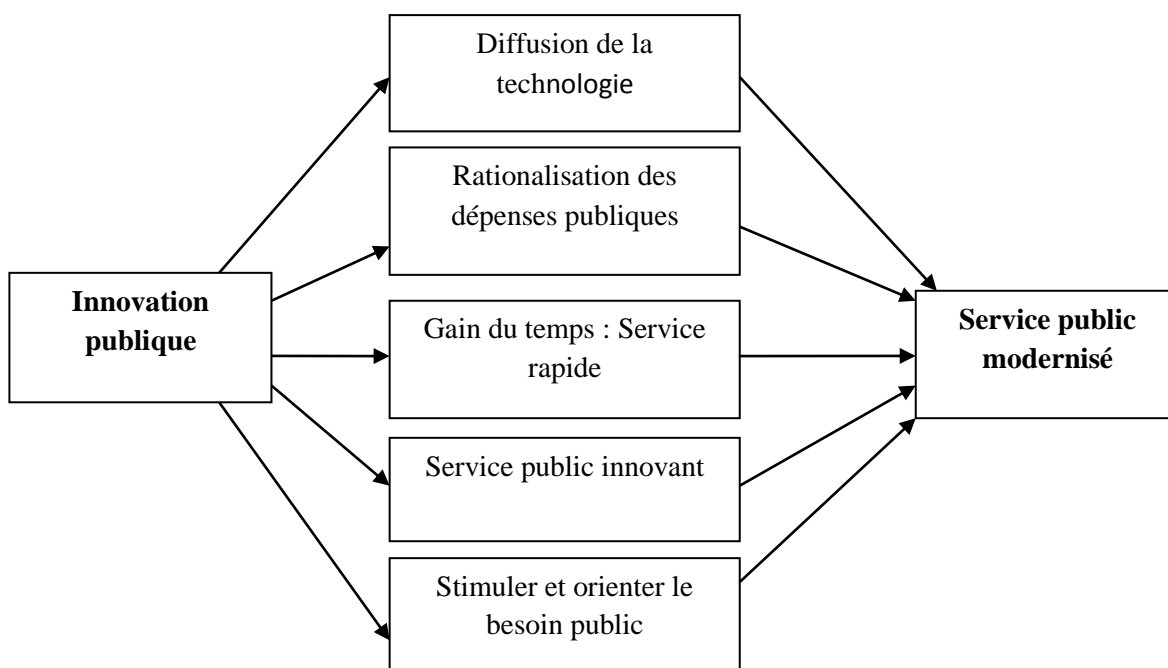 Diffusion de la
technologie
Rationalisation des
dépenses publiques
Innovation
publique
Gain du temps : Service
rapide
Service public
modernisé
Service public innovant
Stimuler et orienter le
besoin public